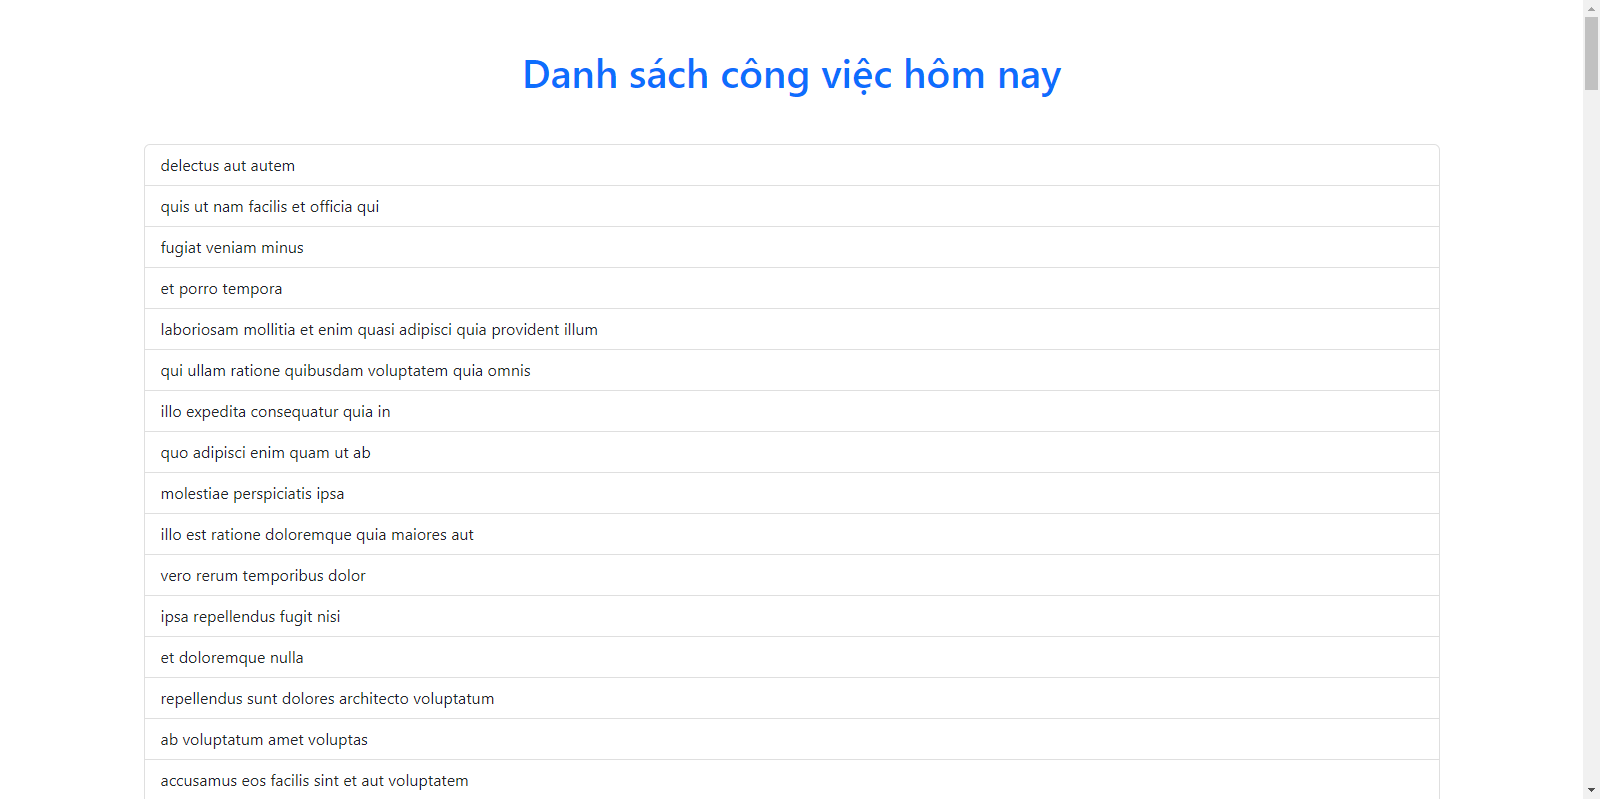 Danh sách công việc hôm nay
delectus aut autem
quis ut nam facilis et officia qui
fugiat veniam minus
et porro tempora
laboriosam mollitia et enim quasi adipisci quia provident illum
qui ullam ratione quibusdam voluptatem quia omnis
illo expedita consequatur quia in
quo adipisci enim quam ut ab
molestiae perspiciatis ipsa
illo est ratione doloremque quia maiores aut
vero rerum temporibus dolor
ipsa repellendus fugit nisi
et doloremque nulla
repellendus sunt dolores architecto voluptatum
ab voluptatum amet voluptas
accusamus eos facilis sint et aut voluptatem